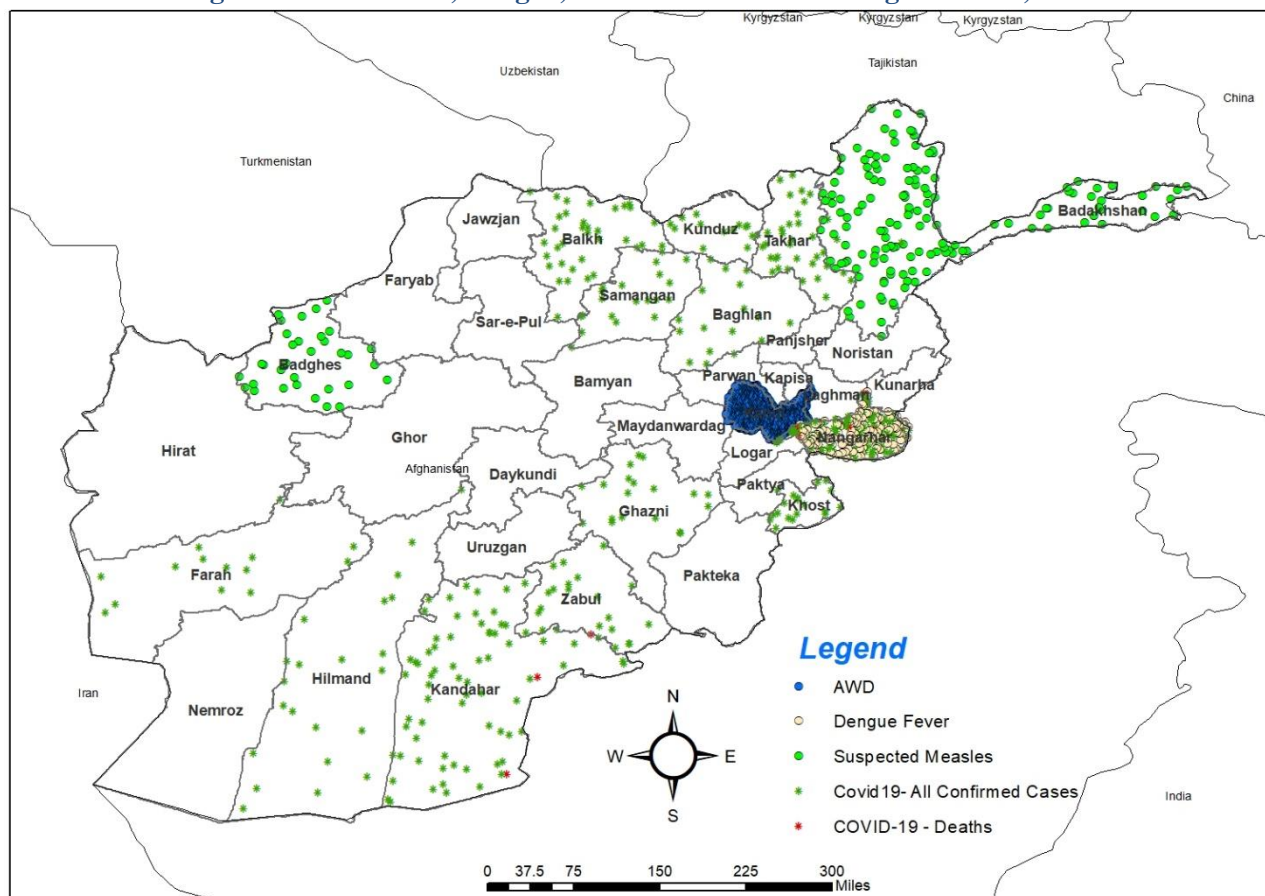 Kyrgyzstan
Kyrgyzstan
Kyrgyzstan
Uzbekistan
Tajikistan
China
Turkmenistan
Jawzjan
Balkh
Kunduz
Takhar
Badakhshan
Faryab
Samangan
Baghlan
Sar-e-Pul
Panjsher
Noristan
Badghes
Parwan
Kapisa
Kunarha
Bamyan
aghman
Maydanwardag
Nangarhar
Hirat
Ghor
Logar
Afghanistan
Daykundi
Paktya
Ghazni
Khost
Uruzgan
Farah
Pakteka
Zabul
Legend
Iran
Hilmand
Kandahar
Nemroz
N
W
E
S
AWD
Dengue Fever
Suspected Measles
Covid19- All Confirmed Cases
COVID-19 - Deaths
India
0 37.5 75 150 225 300
Miles